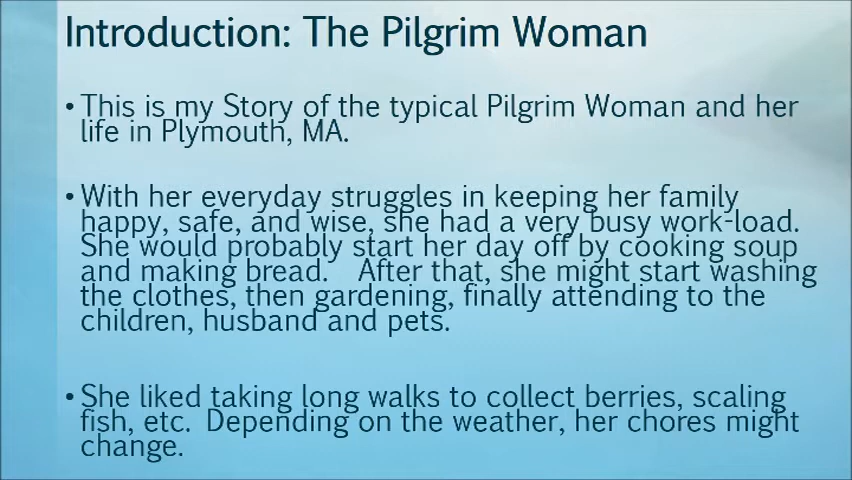 Introduction: The Pilgrim Woman
• This is my Story of the typical Pilgrim Woman and her
life in Plymouth, MA.
• With her everyday struggles in keeping her family
happy, safe, and wise, she had a very busy work-load.
She would probably start her day off by cooking soup
and making bread.   After that, she might start washing
the clothes, then gardening, finally attending to the
children, husband and pets.
• She liked taking long walks to collect berries, scaling
fish, etc.  Depending on the weather, her chores might
change.